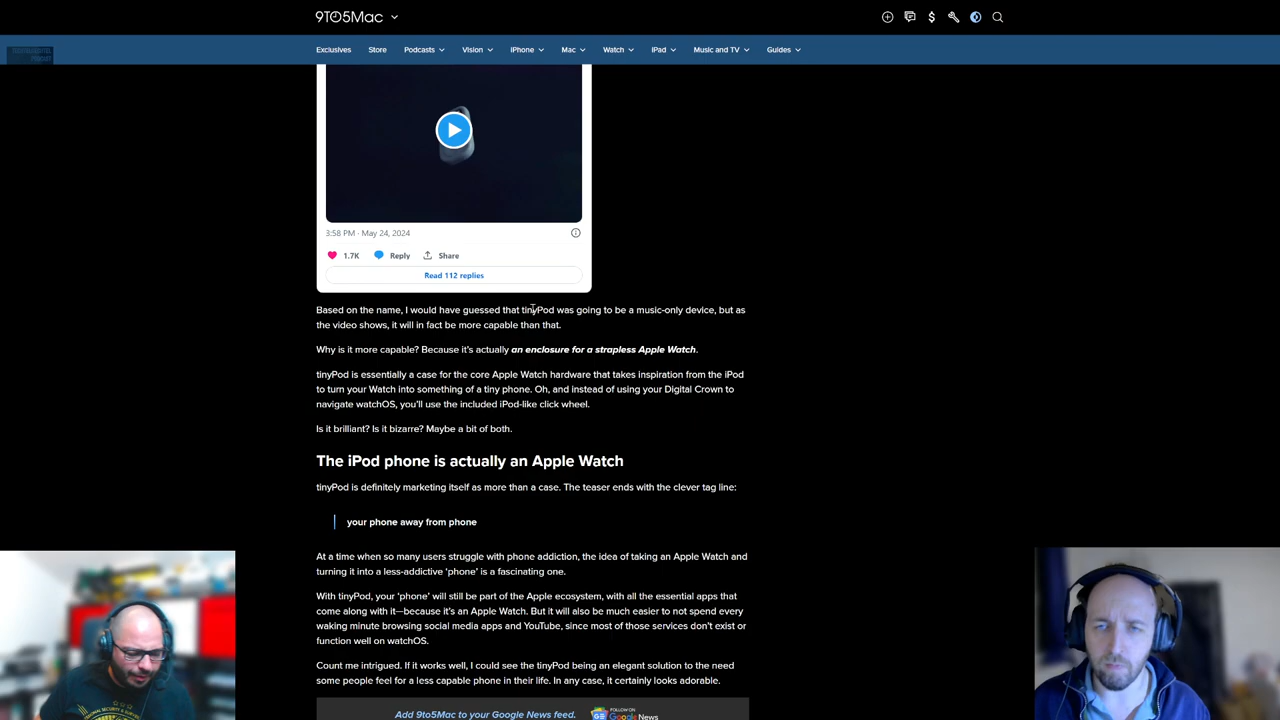 9TO5Mac
Exclusives Store Podcasts Vision iPhone Mac Watch iPad Music and TV Guides
3:58 PM · May 24, 2024
1.7K Reply Share
Read 112 replies
Based on the name, I would have guessed that tinyPod was going to be a music-only device, but as
the video shows, it will in fact be more capable than that.
Why is it more capable? Because it's actually an enclosure for a strapless Apple Watch.
tinyPod is essentially a case for the core Apple Watch hardware that takes inspiration from the iPod
to turn your Watch into something of a tiny phone. Oh, and instead of using your Digital Crown to
navigate watchOS, you'll use the included iPod-like click wheel.
Is it brilliant? Is it bizarre? Maybe a bit of both.
The iPod phone is actually an Apple Watch
tinyPod is definitely marketing itself as more than a case. The teaser ends with the clever tag line:
your phone away from phone
At a time when so many users struggle with phone addiction, the idea of taking an Apple Watch and
turning it into a less-addictive 'phone' is a fascinating one.
With tinyPod, your 'phone' will still be part of the Apple ecosystem, with all the essential apps that
come along with it—because it's an Apple Watch. But it will also be much easier to not spend every
waking minute browsing social media apps and YouTube, since most of those services don't exist or
function well on watchOS.
Count me intrigued. If it works well, I could see the tinyPod being an elegant solution to the need
some people feel for a less capable phone in their life. In any case, it certainly looks adorable.
Add 9to5Mac to your Google News feed.
FOLLOW ON
Google News